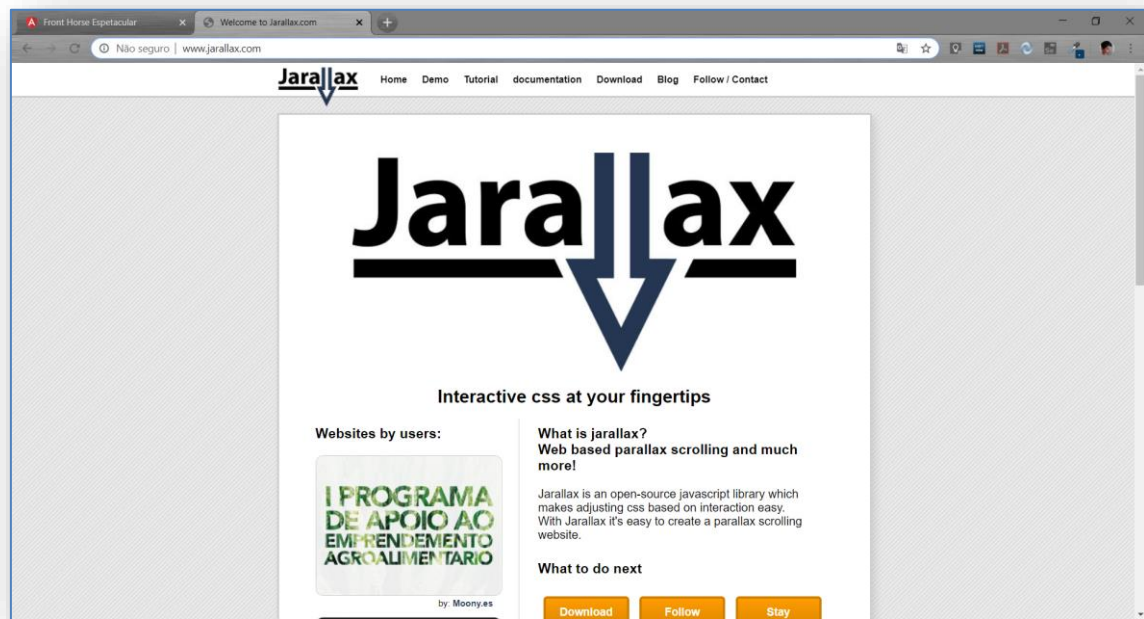 Front Horse Espetacular
Welcome to Jarallax.com
Não seguro | www.jarallax.com
Jarallax
Home Demo Tutorial documentation Download Blog Follow / Contact
Jarallax
Interactive css at your fingertips
Websites by users:
I PROGRAMA
DE APOIO AO
EMPRENDEMENTO
AGROALIMENTARIO
by: Moony.es
What is jarallax?
Web based parallax scrolling and much
more!
Jarallax is an open-source javascript library which
makes adjusting css based on interaction easy.
With Jarallax it's easy to create a parallax scrolling
website.
What to do next
Download Follow Stay